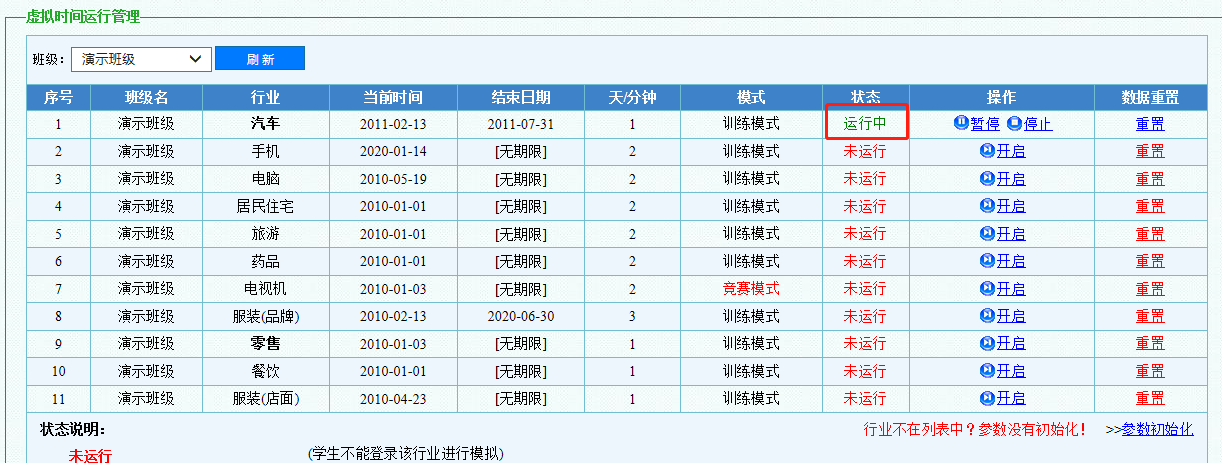 虚拟时间运行管理
班级： 演示班级 刷 新
序号 班级名 行业 当前时间 结束日期 天/分钟 模式 状态 操作 数据重置
1 演示班级 汽车 2011-02-13 2011-07-31 1 训练模式 运行中 暂停 停止 重置
2 演示班级 手机 2020-01-14 [无期限] 2 训练模式 未运行 开启 重置
3 演示班级 电脑 2010-05-19 [无期限] 2 训练模式 未运行 开启 重置
4 演示班级 居民住宅 2010-01-01 [无期限] 2 训练模式 未运行 开启 重置
5 演示班级 旅游 2010-01-01 [无期限] 2 训练模式 未运行 开启 重置
6 演示班级 药品 2010-01-01 [无期限] 2 训练模式 未运行 开启 重置
7 演示班级 电视机 2010-01-03 [无期限] 2 竞赛模式 未运行 开启 重置
8 演示班级 服装(品牌) 2010-02-13 2020-06-30 3 训练模式 未运行 开启 重置
9 演示班级 零售 2010-01-03 [无期限] 1 训练模式 未运行 开启 重置
10 演示班级 餐饮 2010-01-01 [无期限] 1 训练模式 未运行 开启 重置
11 演示班级 服装(店面) 2010-04-23 [无期限] 1 训练模式 未运行 开启 重置
状态说明： 行业不在列表中？参数没有初始化！ >>参数初始化
未运行 (学生不能登录该行业进行模拟)